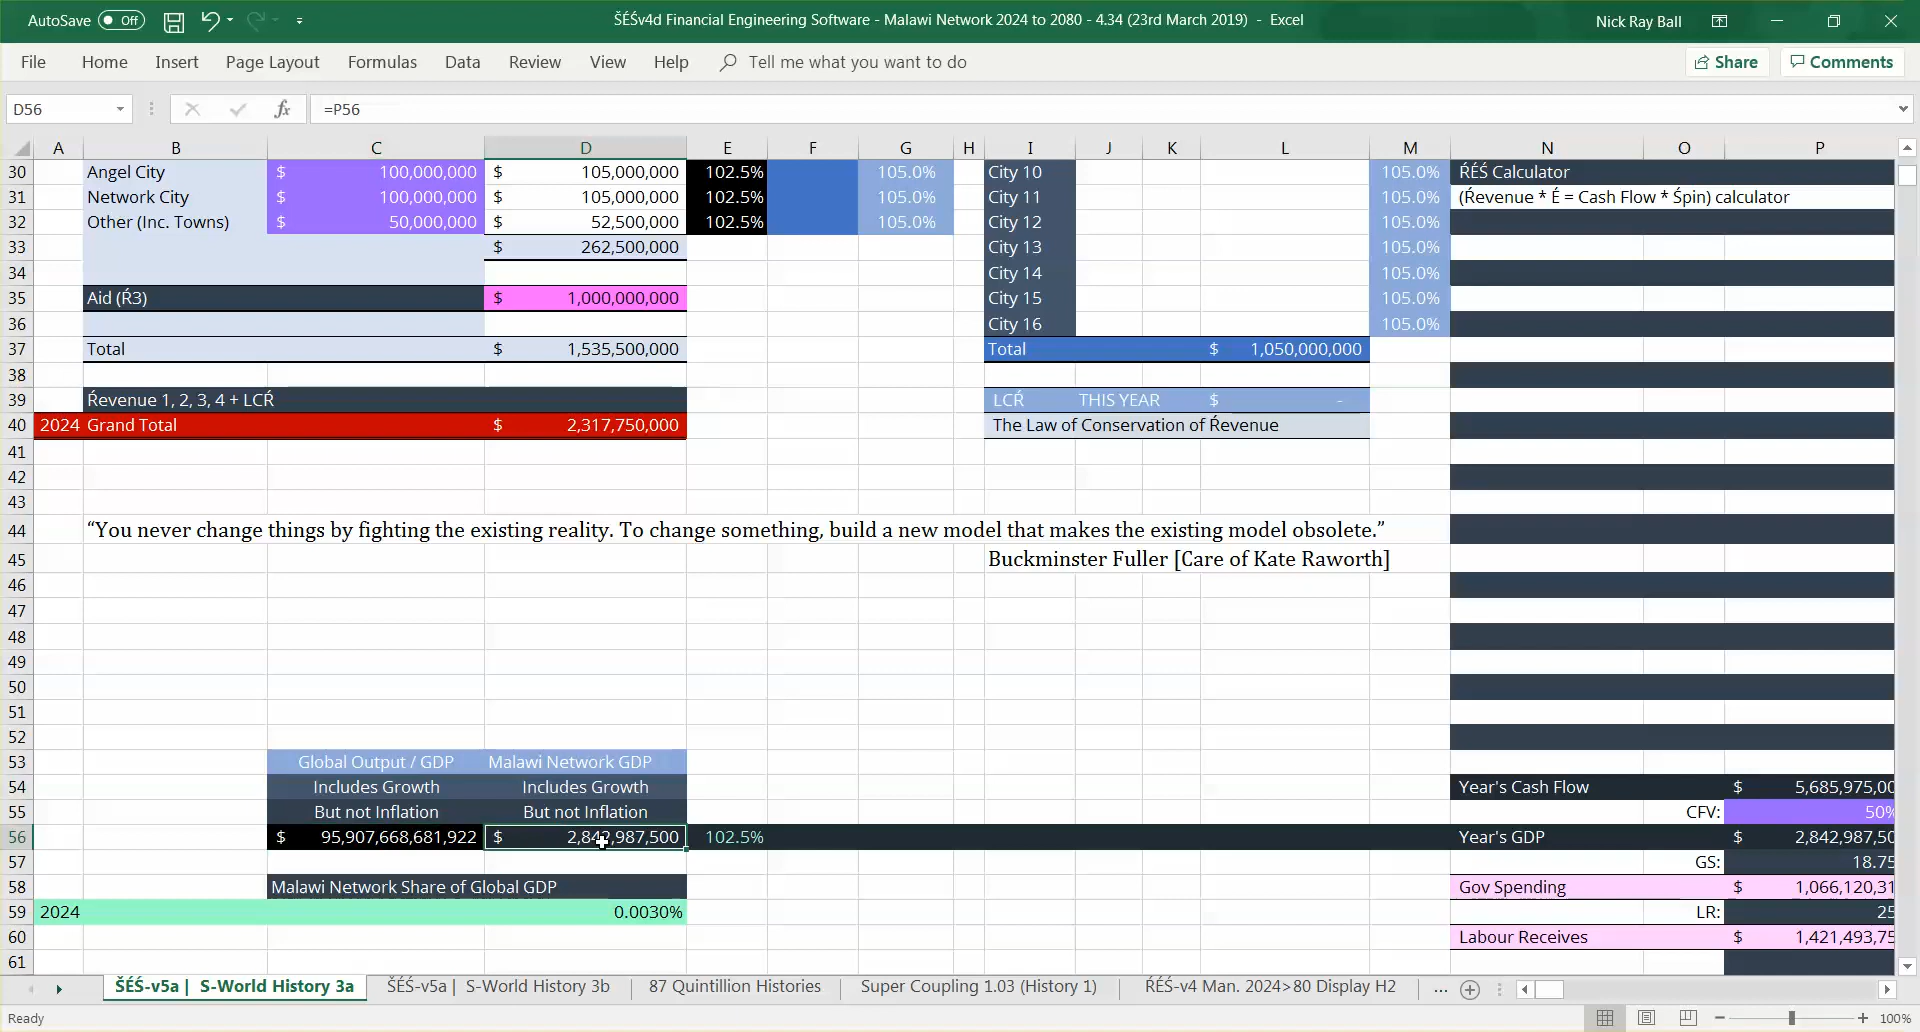 AutoSave Off ŠÉŚv4d Financial Engineering Software - Malawi Network 2024 to 2080 - 4.34 (23rd March 2019) - Excel Nick Ray Ball
File Home Insert Page Layout Formulas Data Review View Help Tell me what you want to do Share Comments
D56 fx =P56
A B C D E F G H I J K L M N O P
30 Angel City $ 100,000,000 $ 105,000,000 102.5% 105.0% City 10 105.0% ŔÉŚ Calculator
31 Network City $ 100,000,000 $ 105,000,000 102.5% 105.0% City 11 105.0% (Ŕevenue * É = Cash Flow * Śpin) calculator
32 Other (Inc. Towns) $ 50,000,000 $ 52,500,000 102.5% 105.0% City 12 105.0%
33 $ 262,500,000 City 13 105.0%
34 City 14 105.0%
35 Aid (Ŕ3) $ 1,000,000,000 City 15 105.0%
36 City 16 105.0%
37 Total $ 1,535,500,000 Total $ 1,050,000,000
38
39 Ŕevenue 1, 2, 3, 4 + LCŔ LCŔ THIS YEAR $ -
40 2024 Grand Total $ 2,317,750,000 The Law of Conservation of Ŕevenue
41
42
43
44 “You never change things by fighting the existing reality. To change something, build a new model that makes the existing model obsolete.”
45 Buckminster Fuller [Care of Kate Raworth]
46
47
48
49
50
51
52
53 Global Output / GDP Malawi Network GDP
54 Includes Growth Includes Growth Year's Cash Flow $ 5,685,975,00
55 But not Inflation But not Inflation CFV: 50%
56 $ 95,907,668,681,922 $ 2,842,987,500 102.5% Year's GDP $ 2,842,987,50
57 GS: 18.75
58 Malawi Network Share of Global GDP Gov Spending $ 1,066,120,31
59 2024 0.0030% LR: 25
60 Labour Receives $ 1,421,493,75
61
ŠÉŚ-v5a | S-World History 3a ŠÉŚ-v5a | S-World History 3b 87 Quintillion Histories Super Coupling 1.03 (History 1) ŔÉŚ-v4 Man. 2024>80 Display H2 ...
Ready 100%